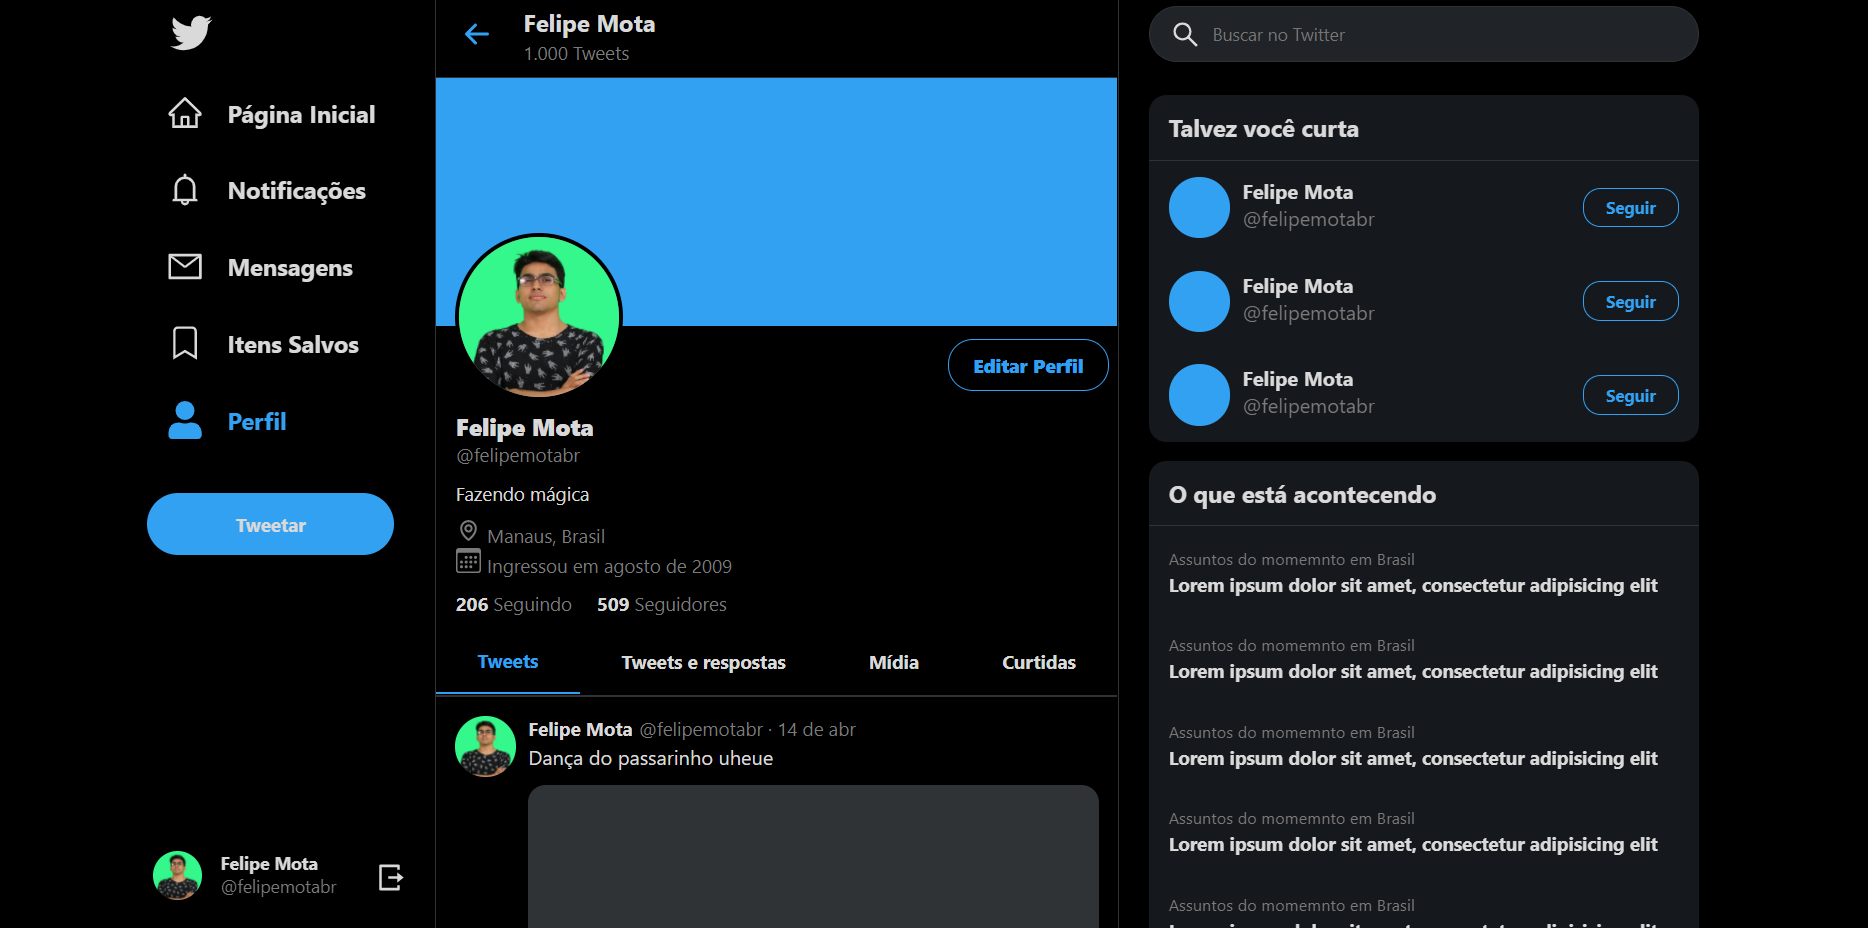 Página Inicial
Notificações
Mensagens
Itens Salvos
Perfil
Tweetar
Felipe Mota
@felipemotabr
Felipe Mota
1.000 Tweets
Editar Perfil
Felipe Mota
@felipemotabr
Fazendo mágica
Manaus, Brasil
Ingressou em agosto de 2009
206 Seguindo 509 Seguidores
Tweets Tweets e respostas Mídia Curtidas
Felipe Mota @felipemotabr · 14 de abr
Dança do passarinho uheue
Buscar no Twitter
Talvez você curta
Felipe Mota
@felipemotabr
Seguir
Felipe Mota
@felipemotabr
Seguir
Felipe Mota
@felipemotabr
Seguir
O que está acontecendo
Assuntos do momemnto em Brasil
Lorem ipsum dolor sit amet, consectetur adipisicing elit
Assuntos do momemnto em Brasil
Lorem ipsum dolor sit amet, consectetur adipisicing elit
Assuntos do momemnto em Brasil
Lorem ipsum dolor sit amet, consectetur adipisicing elit
Assuntos do momemnto em Brasil
Lorem ipsum dolor sit amet, consectetur adipisicing elit
Assuntos do momemnto em Brasil